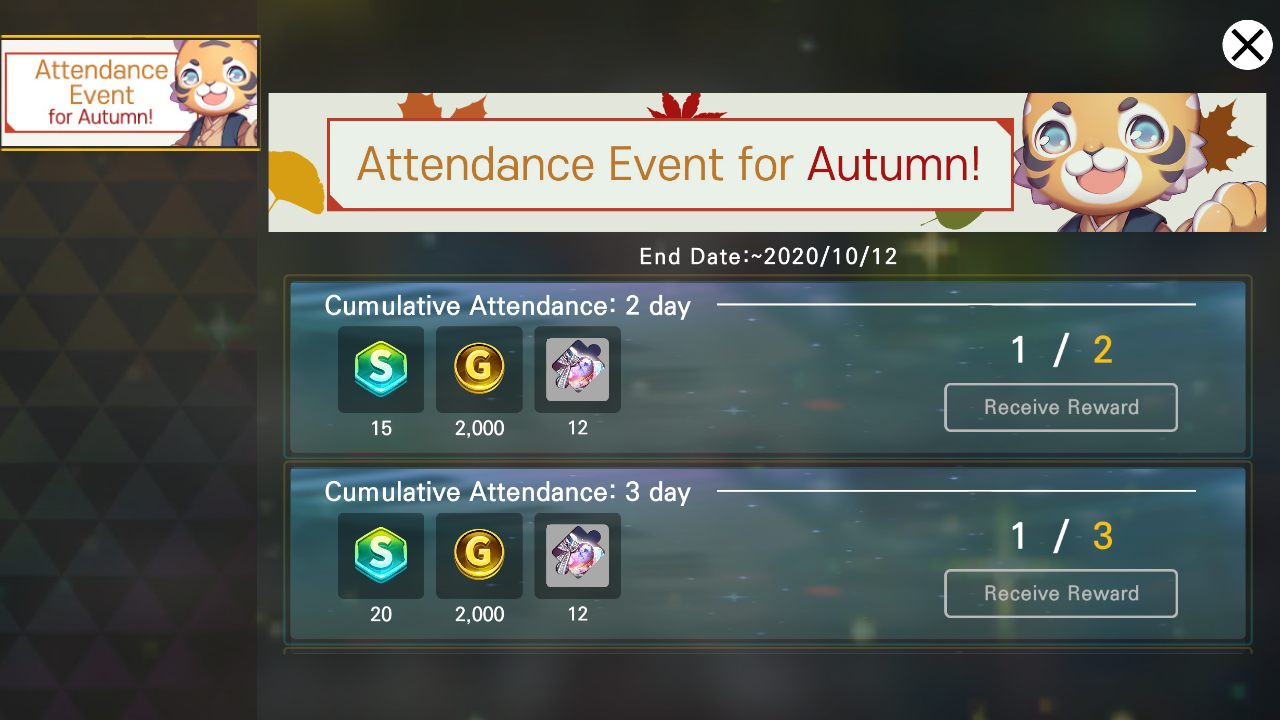 Attendance
Event
for Autumn!
Attendance Event for Autumn!
End Date:~2020/10/12
Cumulative Attendance: 2 day
S
G
15
2,000
12
1 / 2
Receive Reward
Cumulative Attendance: 3 day
S
G
20
2,000
12
1 / 3
Receive Reward